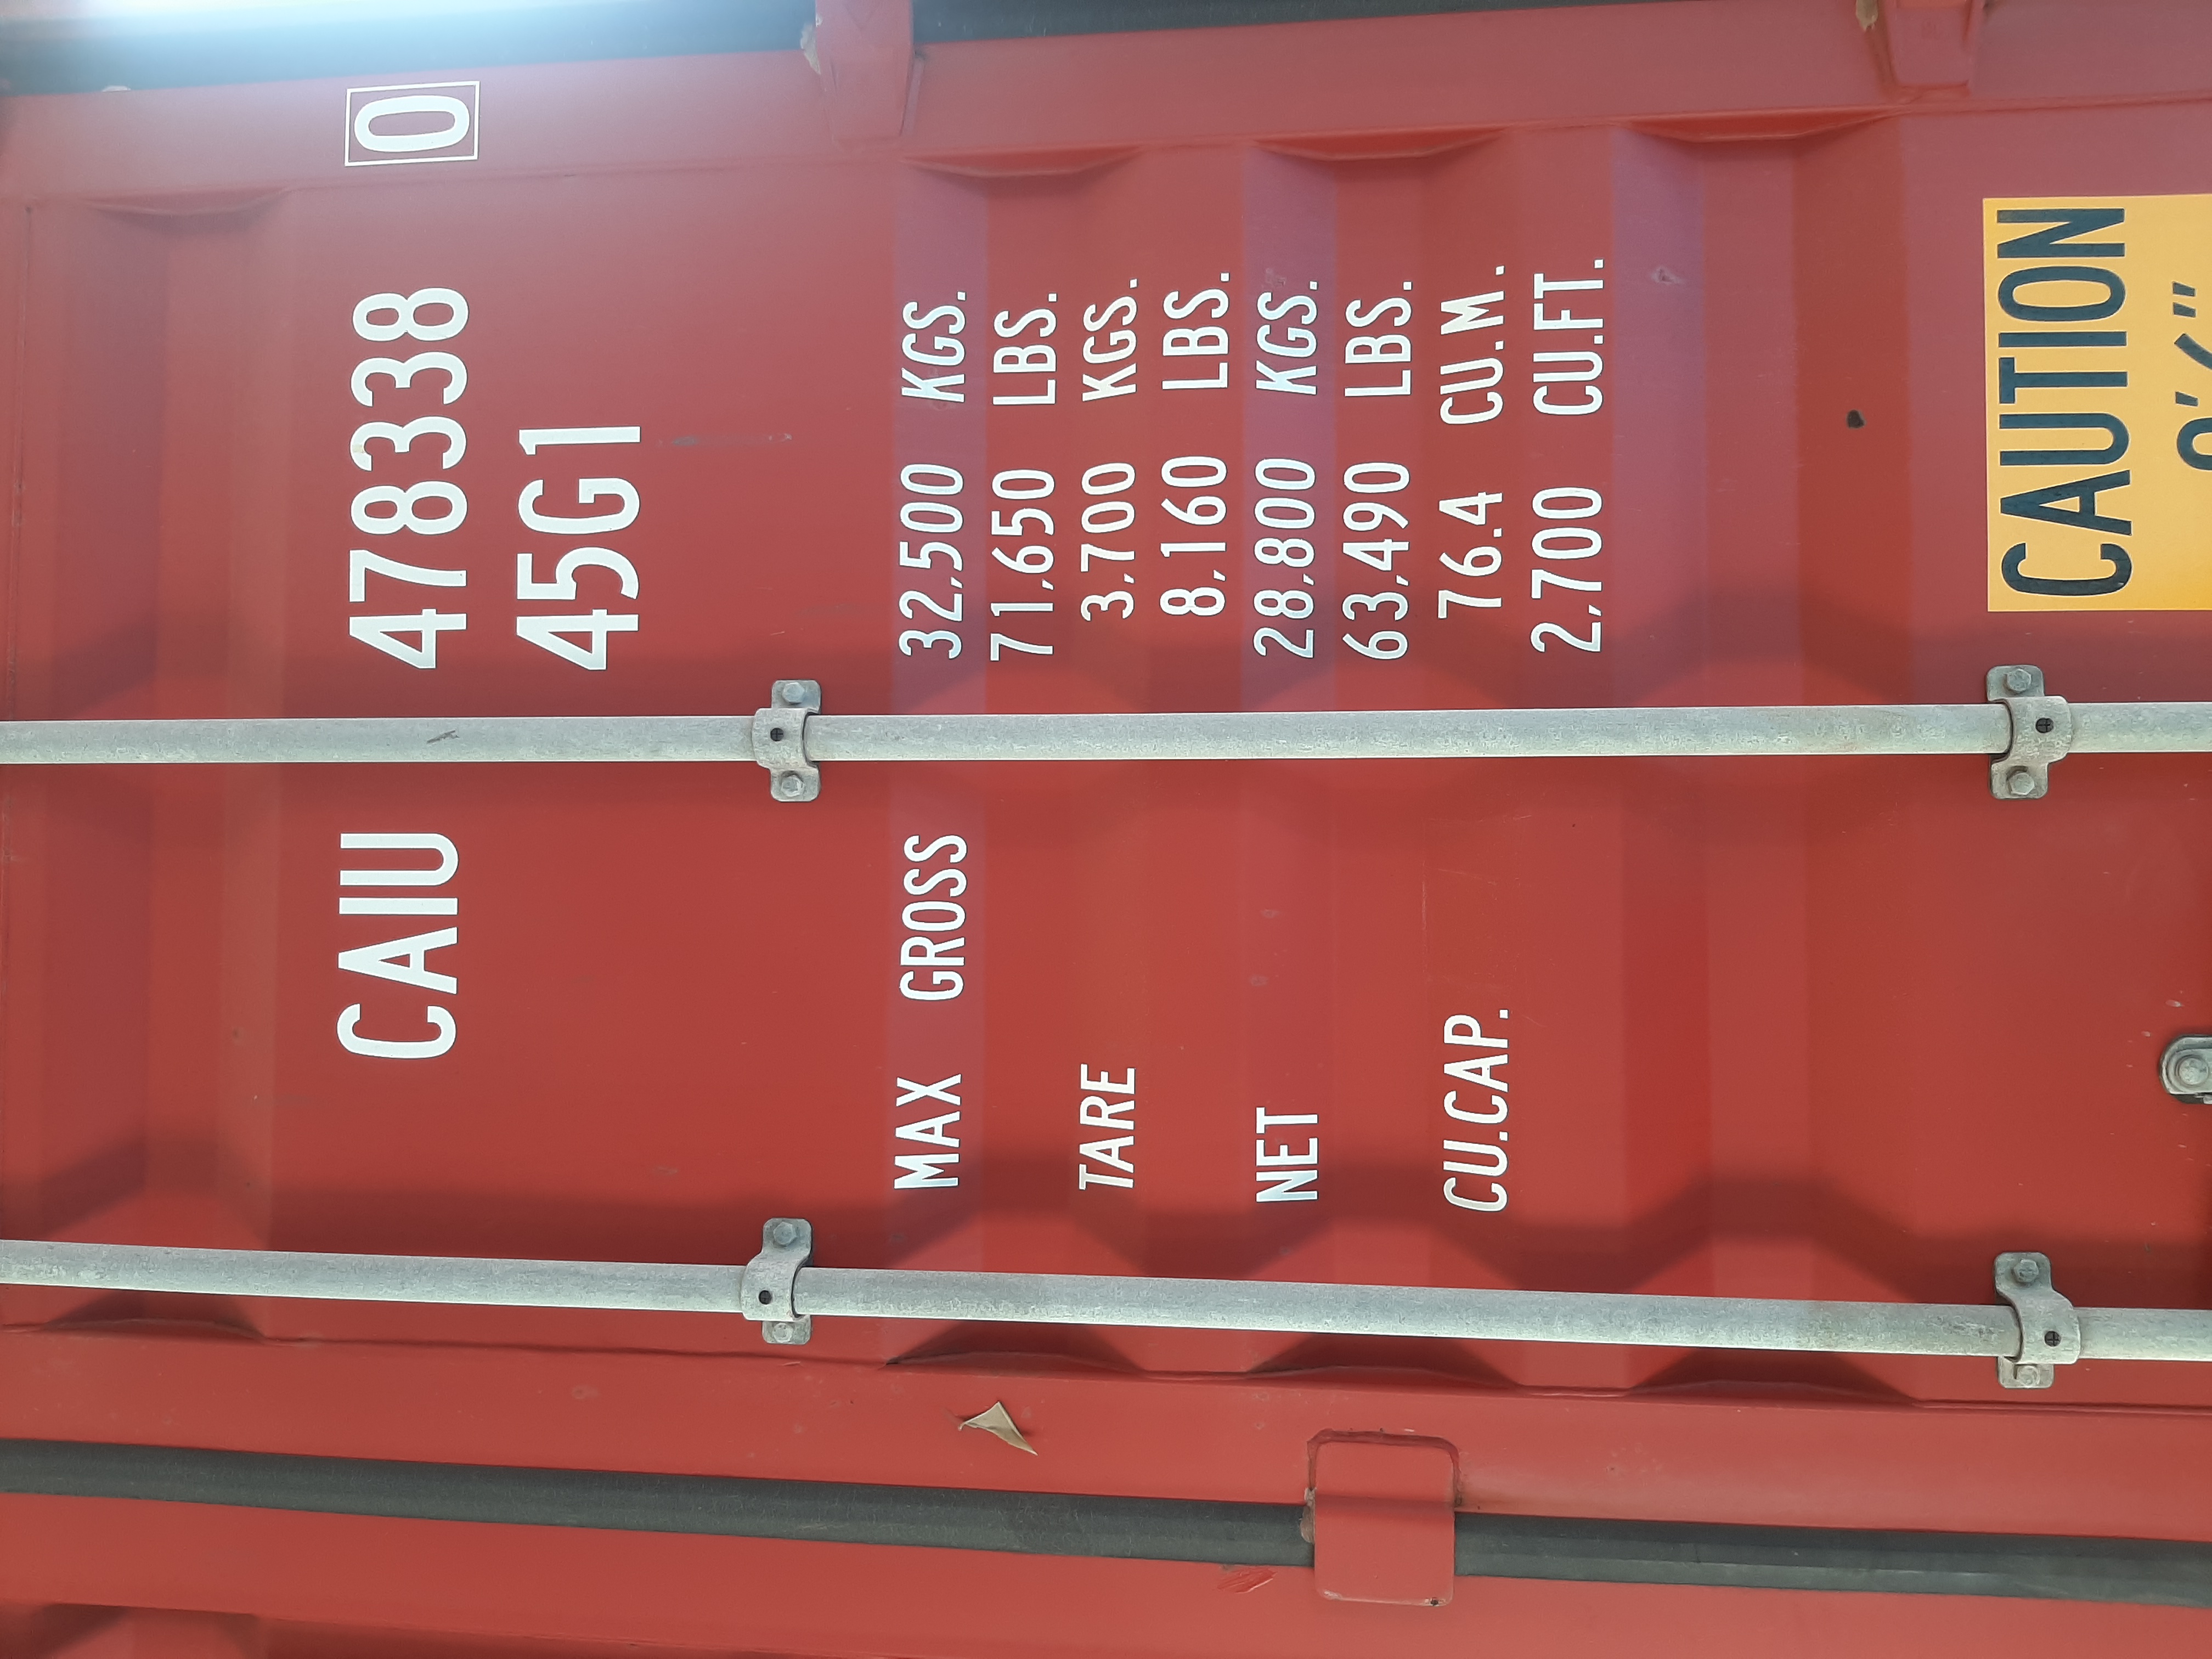 CAIU 478338 0
45G1
MAX GROSS 32,500 KGS.
71,650 LBS.
TARE 3,700 KGS.
8,160 LBS.
NET 28,800 KGS.
63,490 LBS.
CU.CAP. 76.4 CU.M.
2,700 CU.FT.
CAUTION